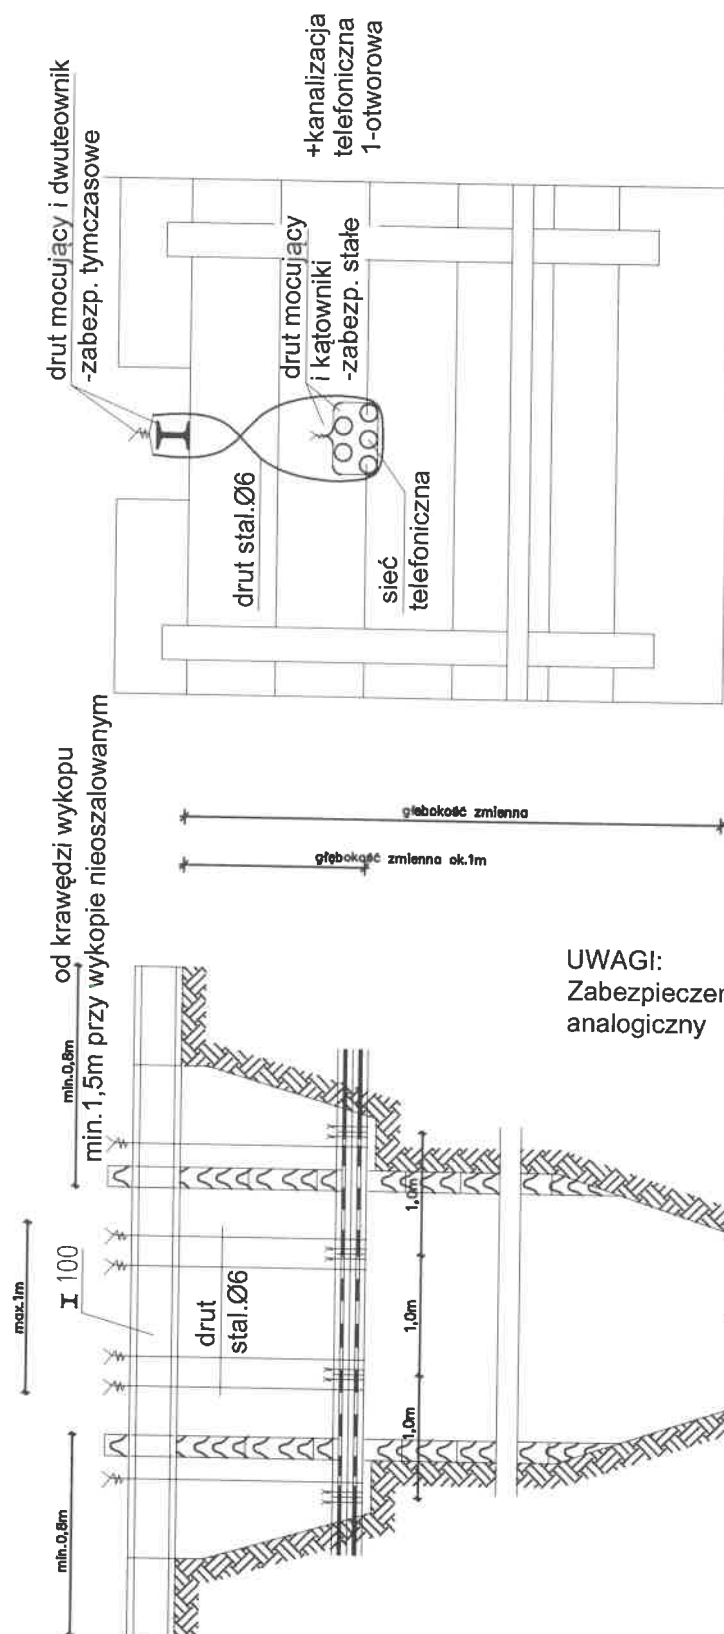 drut mocujący i dwuteownik
-zabezp. tymczasowe
+kanalizacja
telefoniczna
1-otworowa
drut mocujący
i kątowniki
-zabezp. stałe
drut stal.Ø6
sieć
telefoniczna
od krawędzi wykopu
min.1,5m przy wykopie nieoszalowanym
głębokość zmienna
głębokość zmienna ok.1m
UWAGI:
Zabezpieczen
analogiczny
min.0,8m
max.1m
I 100
drut
stal.Ø6
1,0m
1,0m
1,0m
min.0,8m